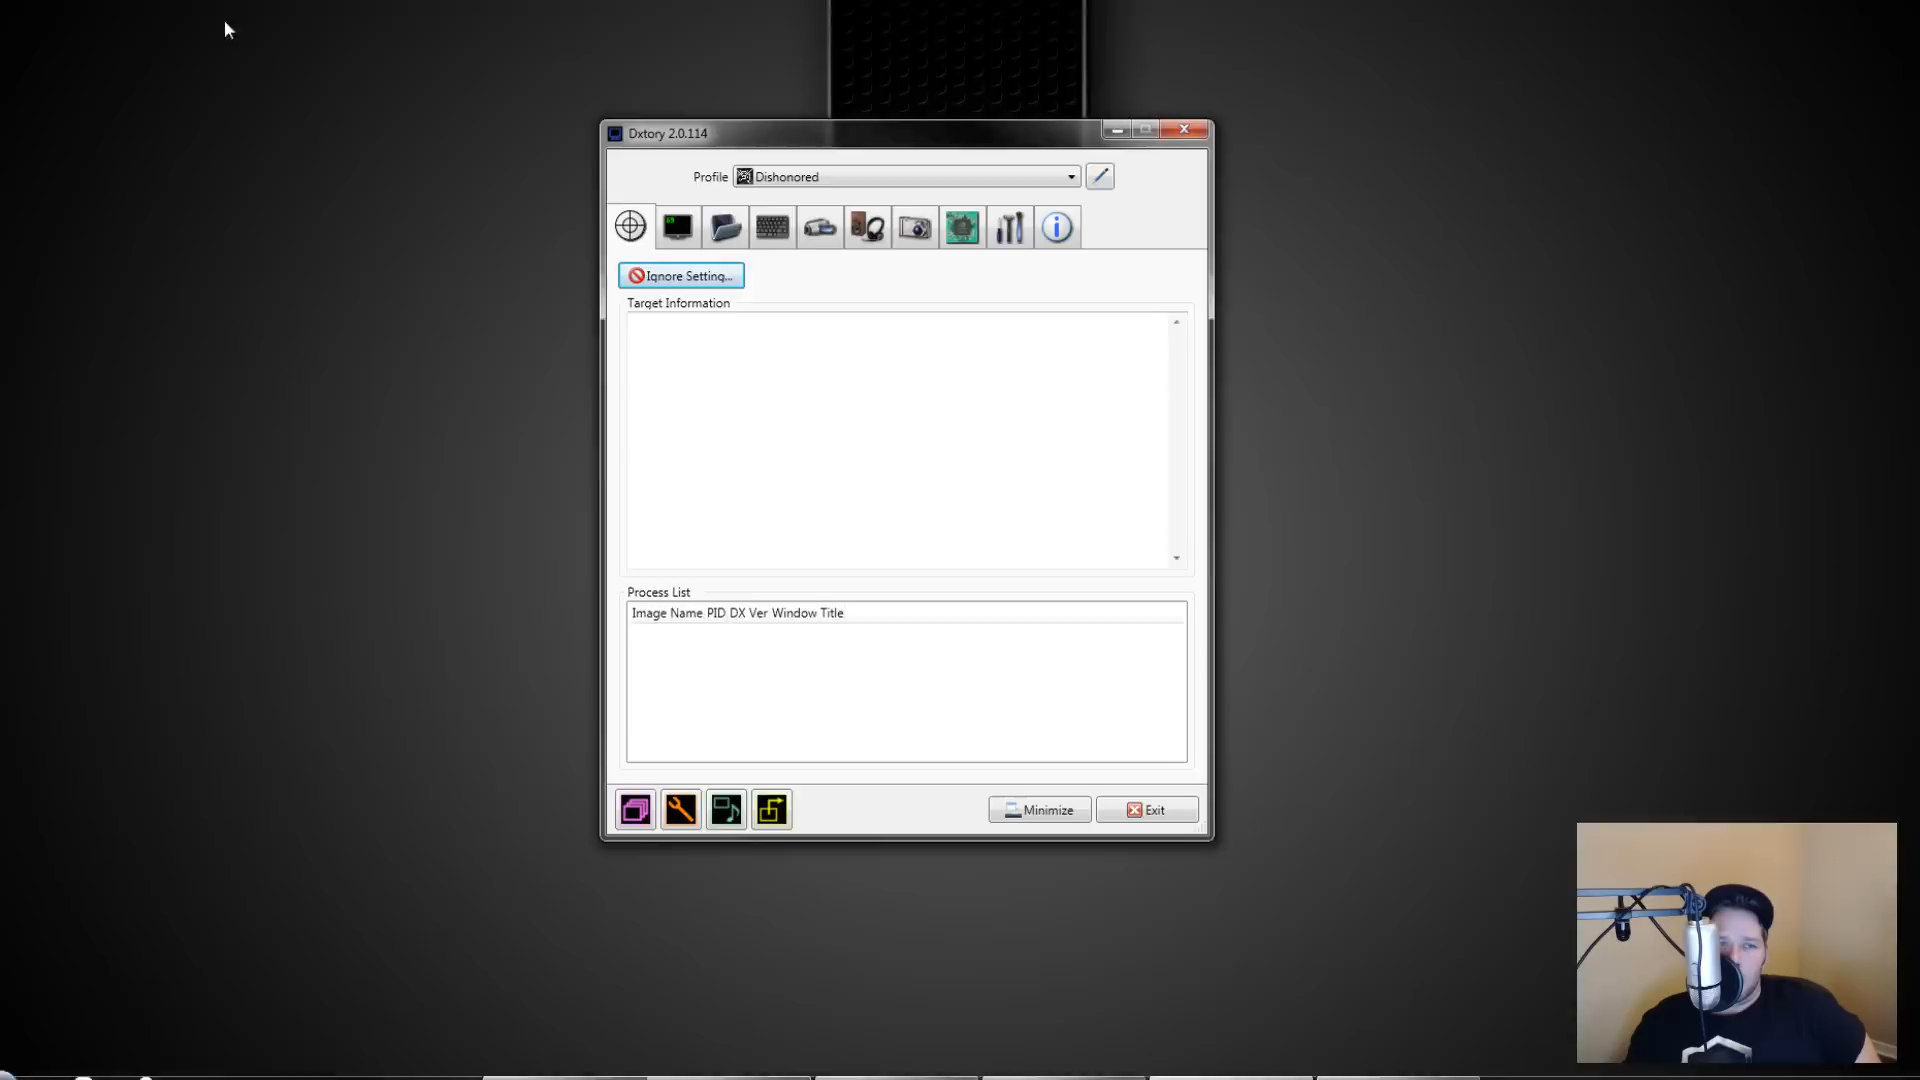 Dxtory 2.0.114
Profile
Dishonored
Ignore Setting...
Target Information
Process List
Image Name PID DX Ver Window Title
Minimize
Exit